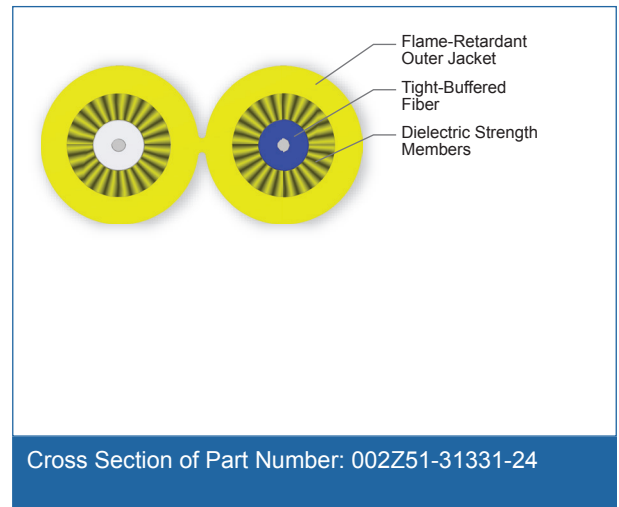 Flame-Retardant
Outer Jacket
Tight-Buffered
Fiber
Dielectric Strength
Members
Cross Section of Part Number: 002Z51-31331-24